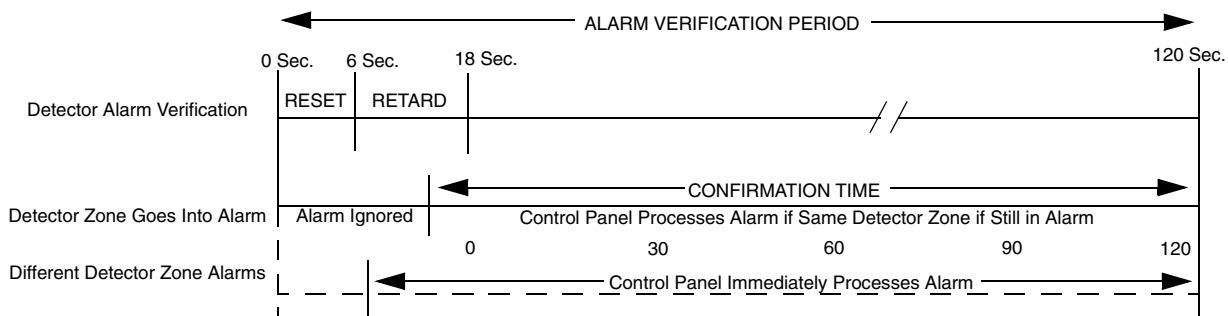 ALARM VERIFICATION PERIOD
0 Sec. 6 Sec. 18 Sec. 120 Sec.
Detector Alarm Verification RESET RETARD
CONFIRMATION TIME
Detector Zone Goes Into Alarm Alarm Ignored Control Panel Processes Alarm if Same Detector Zone if Still in Alarm
0 30 60 90 120
Different Detector Zone Alarms Control Panel Immediately Processes Alarm